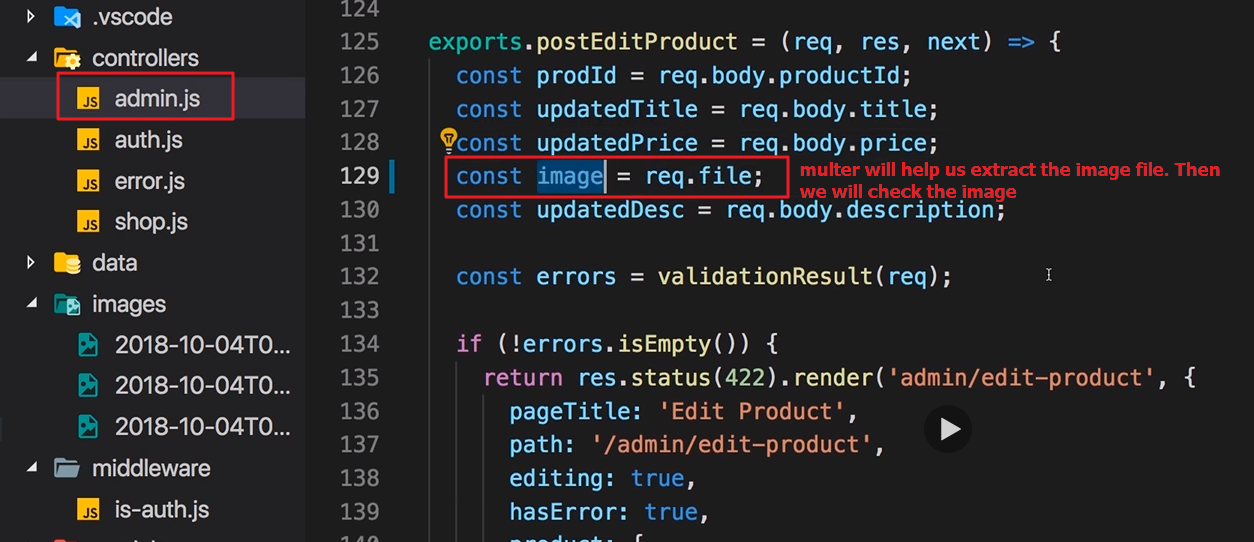 .vscode
controllers
admin.js
auth.js
error.js
shop.js
data
images
2018-10-04T0...
2018-10-04T0...
2018-10-04T0...
middleware
is-auth.js
124
125 exports.postEditProduct = (req, res, next) => {
126 const prodId = req.body.productId;
127 const updatedTitle = req.body.title;
128 const updatedPrice = req.body.price;
129 const image = req.file;
130 const updatedDesc = req.body.description;
131
132 const errors = validationResult(req);
133
134 if (!errors.isEmpty()) {
135 return res.status(422).render('admin/edit-product', {
136 pageTitle: 'Edit Product',
137 path: '/admin/edit-product',
138 editing: true,
139 hasError: true,
140 product: {
multer will help us extract the image file. Then
we will check the image